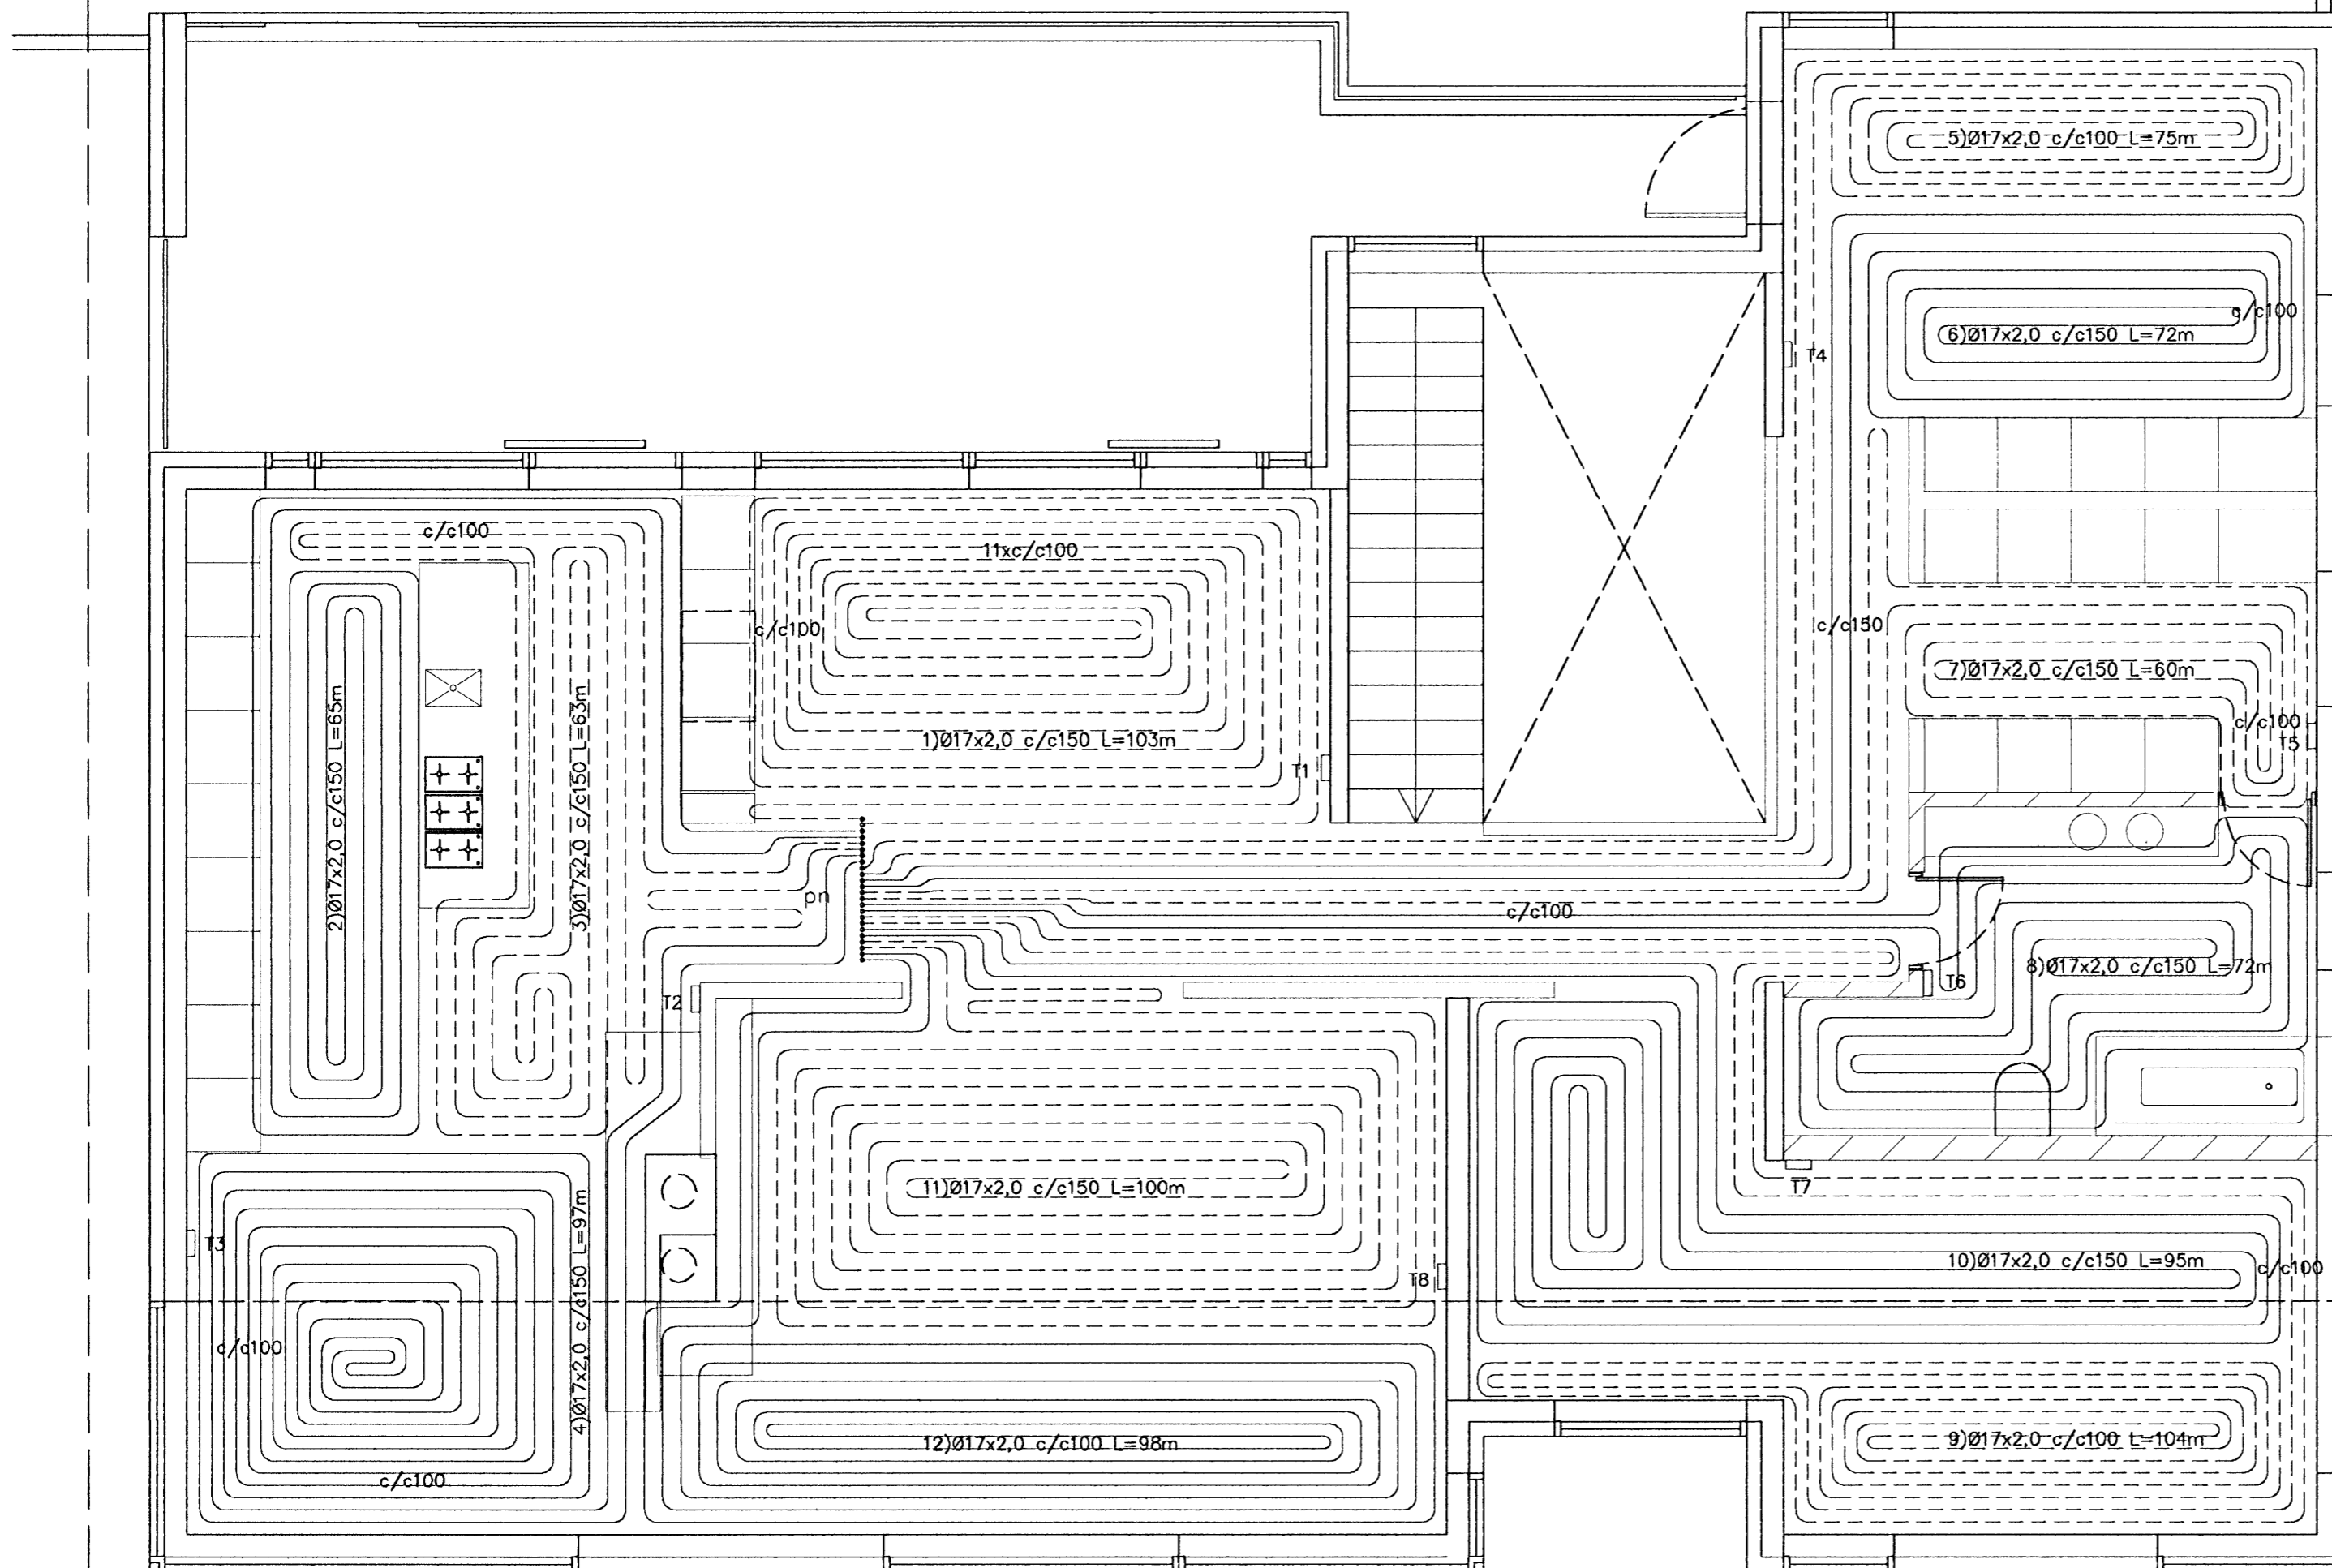 5)Ø17x2,0 c/c100 L=75m
c/c100
6)Ø17x2,0 c/c150 L=72m
T4
c/c100
11xc/c100
c/c100
c/c150
7)Ø17x2,0 c/c150 L=60m
c/c100
T5
1)Ø17x2,0 c/c150 L=103m
T1
2)Ø17x2,0 c/c150 L=65m
3)Ø17x2,0 c/c150 L=63m
pn
c/c100
8)Ø17x2,0 c/c150 L=72m
T6
T2
11)Ø17x2,0 c/c150 L=100m
T7
T3
10)Ø17x2,0 c/c150 L=95m
c/c100
T8
4)Ø17x2,0 c/c150 L=97m
c/c100
12)Ø17x2,0 c/c100 L=98m
9)Ø17x2,0 c/c100 L=104m
c/c100